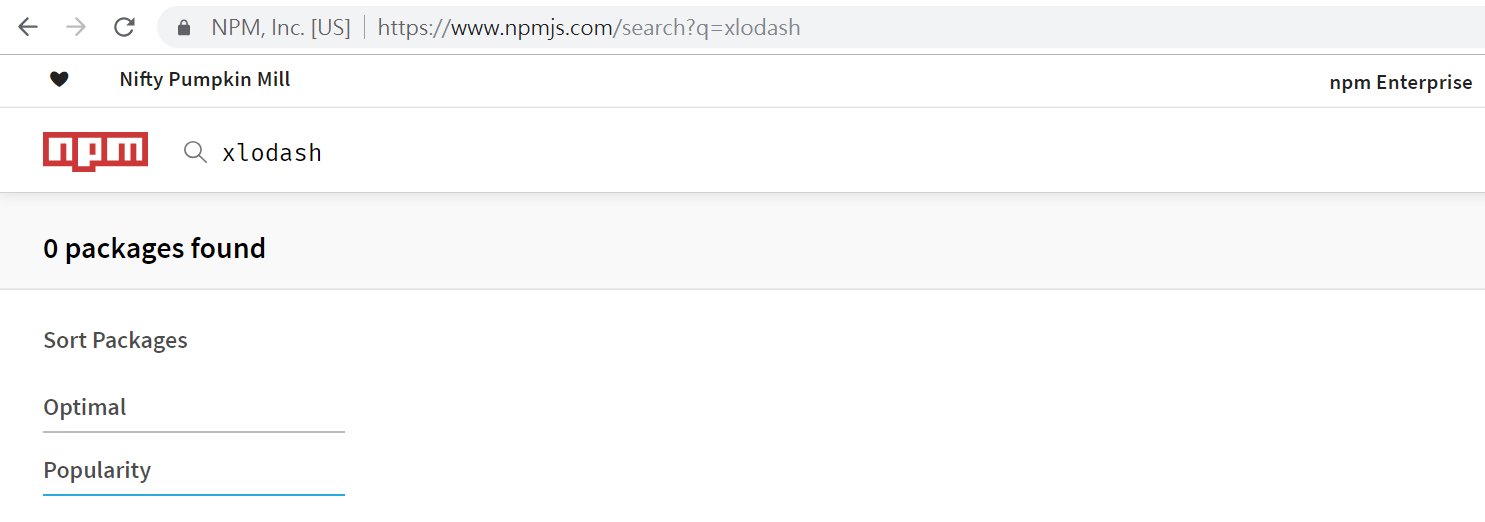 NPM, Inc. [US] | https://www.npmjs.com/search?q=xlodash
Nifty Pumpkin Mill
npm Enterprise
npm
xlodash
0 packages found
Sort Packages
Optimal
Popularity